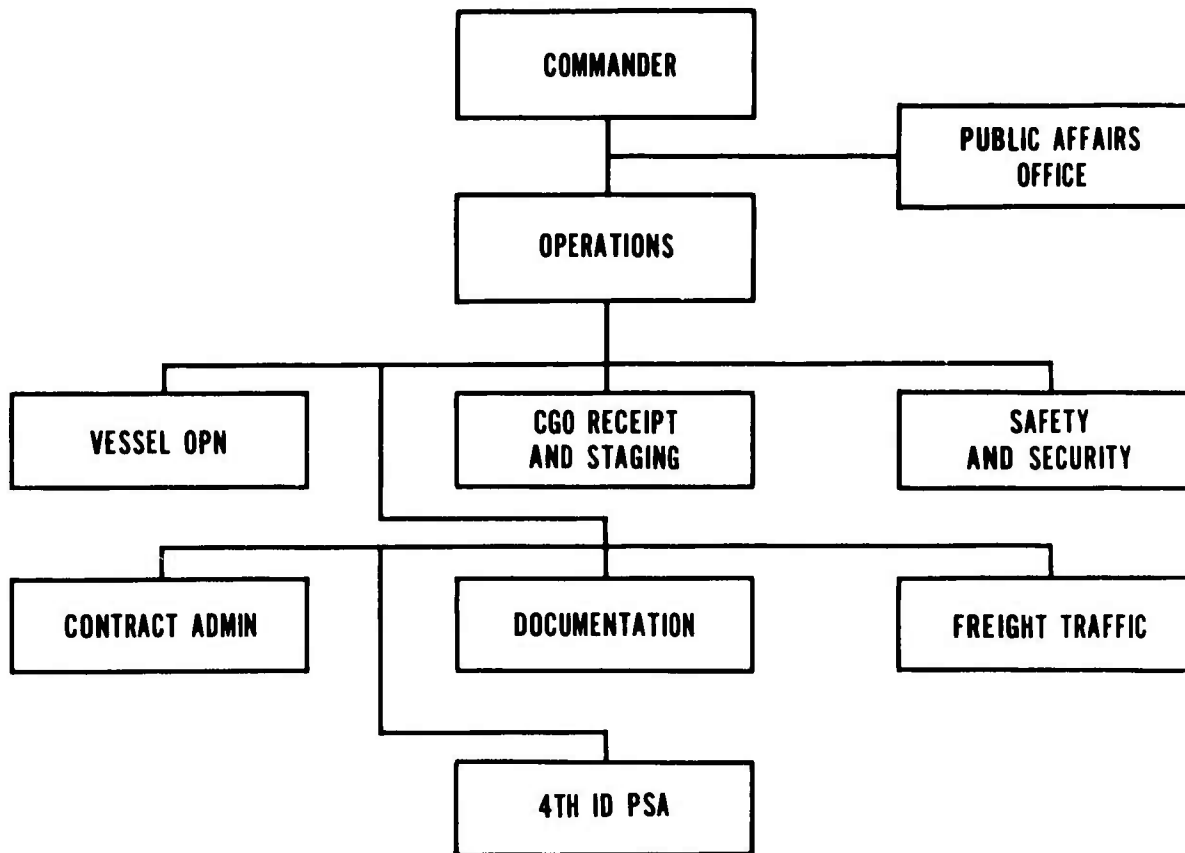 COMMANDER
PUBLIC AFFAIRS
OFFICE
OPERATIONS
VESSEL OPN
CGO RECEIPT
AND STAGING
SAFETY
AND SECURITY
CONTRACT ADMIN
DOCUMENTATION
FREIGHT TRAFFIC
4TH ID PSA